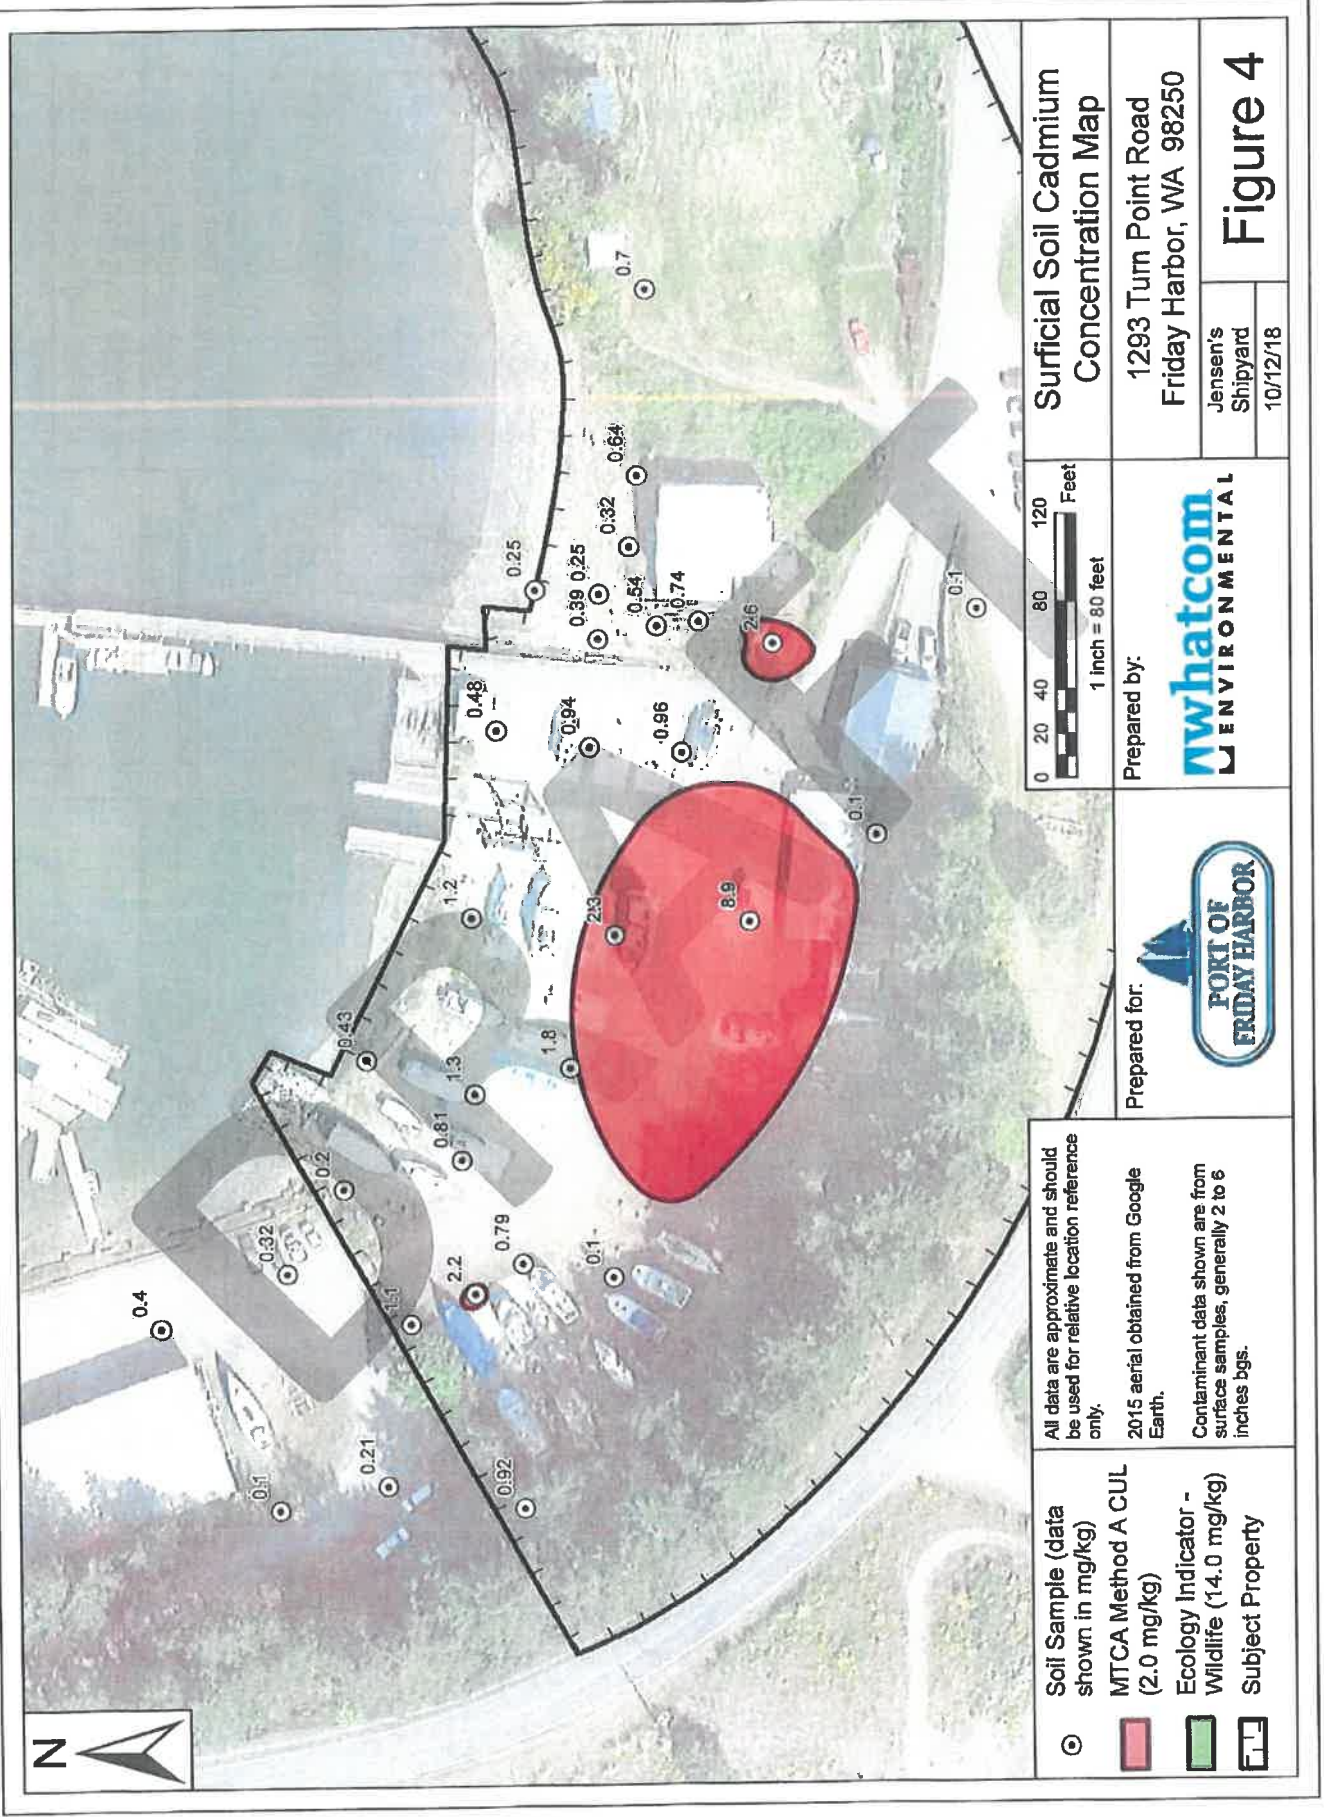 N
0.4
0.1
0.32
0.21
0.2
0.43
1.1
0.81
1.3
1.2
2.2
0.48
0.25
0.92
0.79
1.8
0.94
0.39
0.25
0.1
2.3
0.54
0.32
0.64
0.7
0.96
0.74
8.9
2.6
0.1
0.1
DRAFT
Soil Sample (data
shown in mg/kg)
MTCA Method A CUL
(2.0 mg/kg)
Ecology Indicator -
Wildlife (14.0 mg/kg)
Subject Property
All data are approximate and should
be used for relative location reference
only.
2015 aerial obtained from Google
Earth.
Contaminant data shown are from
surface samples, generally 2 to 6
inches bgs.
Prepared for:
PORT OF
FRIDAY HARBOR
0 20 40 80 120
Feet
1 inch = 80 feet
Prepared by:
whatcom
ENVIRONMENTAL
Surficial Soil Cadmium
Concentration Map
1293 Turn Point Road
Friday Harbor, WA 98250
Jensen's
Shipyard
10/12/18
Figure 4